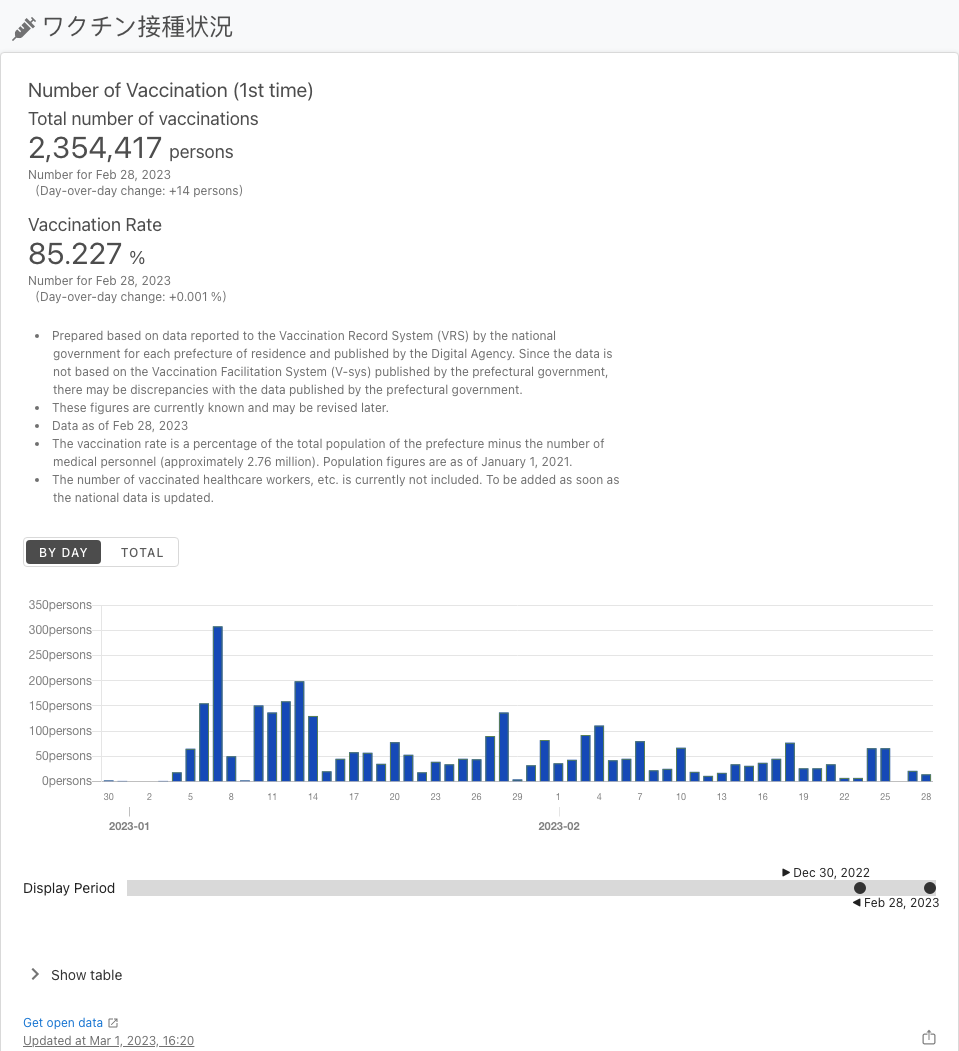 ワクチン接種状況
Number of Vaccination (1st time)
Total number of vaccinations
2,354,417 persons
Number for Feb 28, 2023
(Day-over-day change: +14 persons)
Vaccination Rate
85.227 %
Number for Feb 28, 2023
(Day-over-day change: +0.001 %)
• Prepared based on data reported to the Vaccination Record System (VRS) by the national
government for each prefecture of residence and published by the Digital Agency. Since the data is
not based on the Vaccination Facilitation System (V-sys) published by the prefectural government,
there may be discrepancies with the data published by the prefectural government.
• These figures are currently known and may be revised later.
• Data as of Feb 28, 2023
• The vaccination rate is a percentage of the total population of the prefecture minus the number of
medical personnel (approximately 2.76 million). Population figures are as of January 1, 2021.
• The number of vaccinated healthcare workers, etc. is currently not included. To be added as soon as
the national data is updated.
BY DAY TOTAL
350persons
300persons
250persons
200persons
150persons
100persons
50persons
0persons
30 2 5 8 11 14 17 20 23 26 29 1 4 7 10 13 16 19 22 25 28
2023-01 2023-02
Dec 30, 2022
Display Period
Feb 28, 2023
Show table
Get open data
Updated at Mar 1, 2023, 16:20